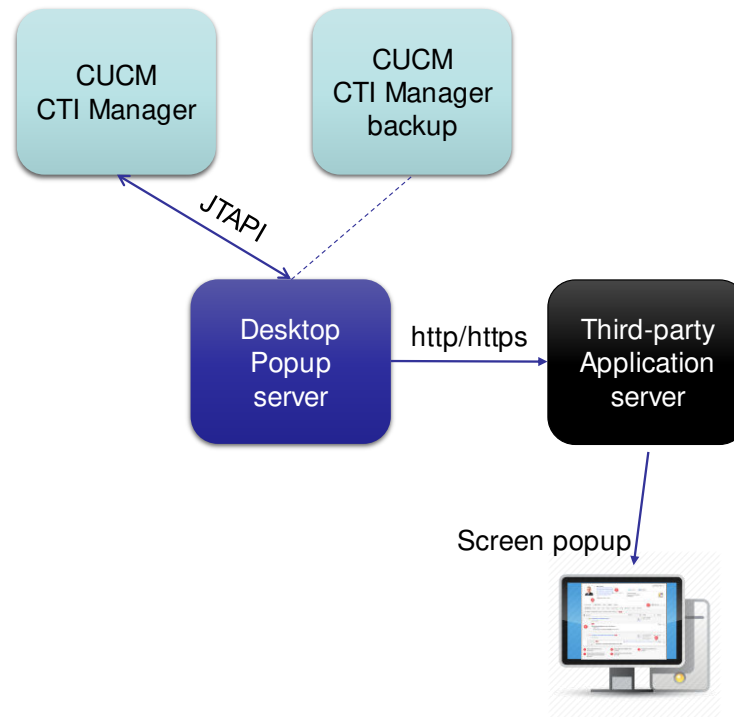 CUCM
CTI Manager
CUCM
CTI Manager
backup
JTAPI
Desktop
Popup
server
http/https
Third-party
Application
server
Screen popup